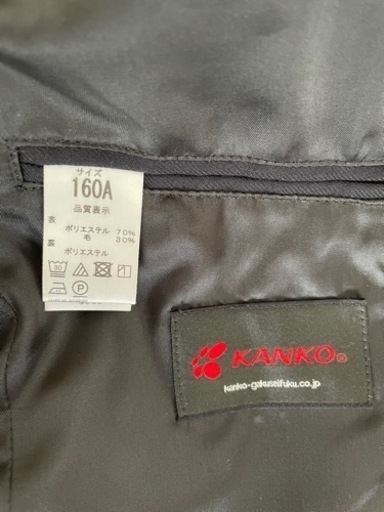 サイズ
160A
品質表示
表
ポリエステル 70%
毛 30%
裏
ポリエステル
30
P
KANKO®
kanko-gakuseifuku.co.jp